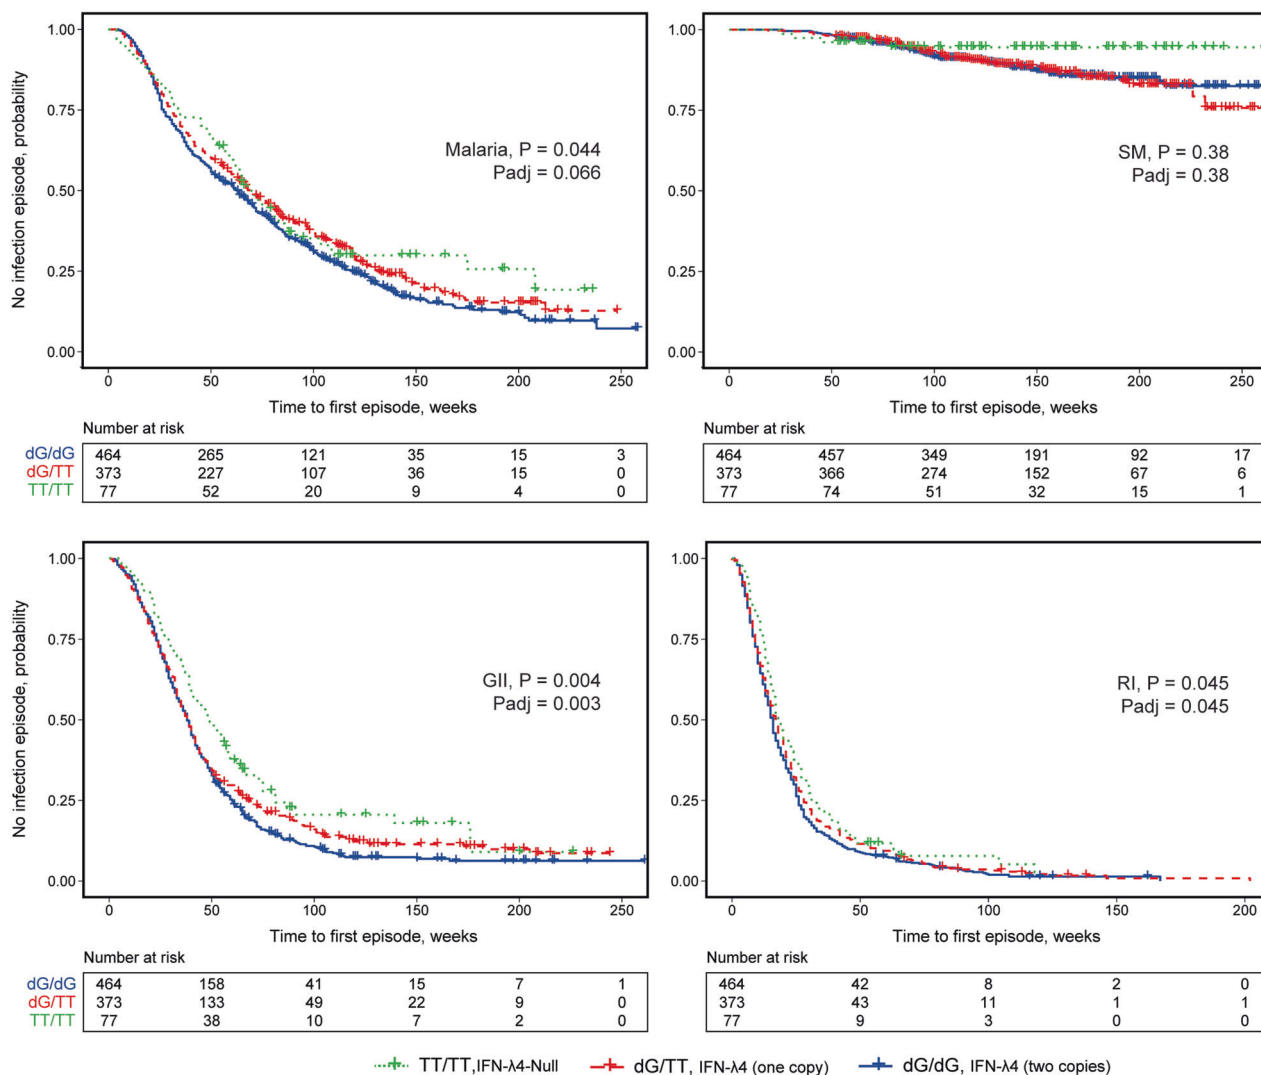 No infection episode, probability
1.00
0.75
0.50
0.25
0.00
Malaria, P = 0.044
Padj = 0.066
0 50 100 150 200 250
Time to first episode, weeks
Number at risk
dG/dG 464 265 121 35 15 3
dG/TT 373 227 107 36 15 0
TT/TT 77 52 20 9 4 0
1.00
0.75
0.50
0.25
0.00
SM, P = 0.38
Padj = 0.38
0 50 100 150 200 250
Time to first episode, weeks
Number at risk
464 457 349 191 92 17
373 366 274 152 67 6
77 74 51 32 15 1
No infection episode, probability
1.00
0.75
0.50
0.25
0.00
GII, P = 0.004
Padj = 0.003
0 50 100 150 200 250
Time to first episode, weeks
Number at risk
dG/dG 464 158 41 15 7 1
dG/TT 373 133 49 22 9 0
TT/TT 77 38 10 7 2 0
1.00
0.75
0.50
0.25
0.00
RI, P = 0.045
Padj = 0.045
0 50 100 150 200
Time to first episode, weeks
Number at risk
464 42 8 2 0
373 43 11 1 1
77 9 3 0 0
TT/TT, IFN-λ4-Null dG/TT, IFN-λ4 (one copy) dG/dG, IFN-λ4 (two copies)